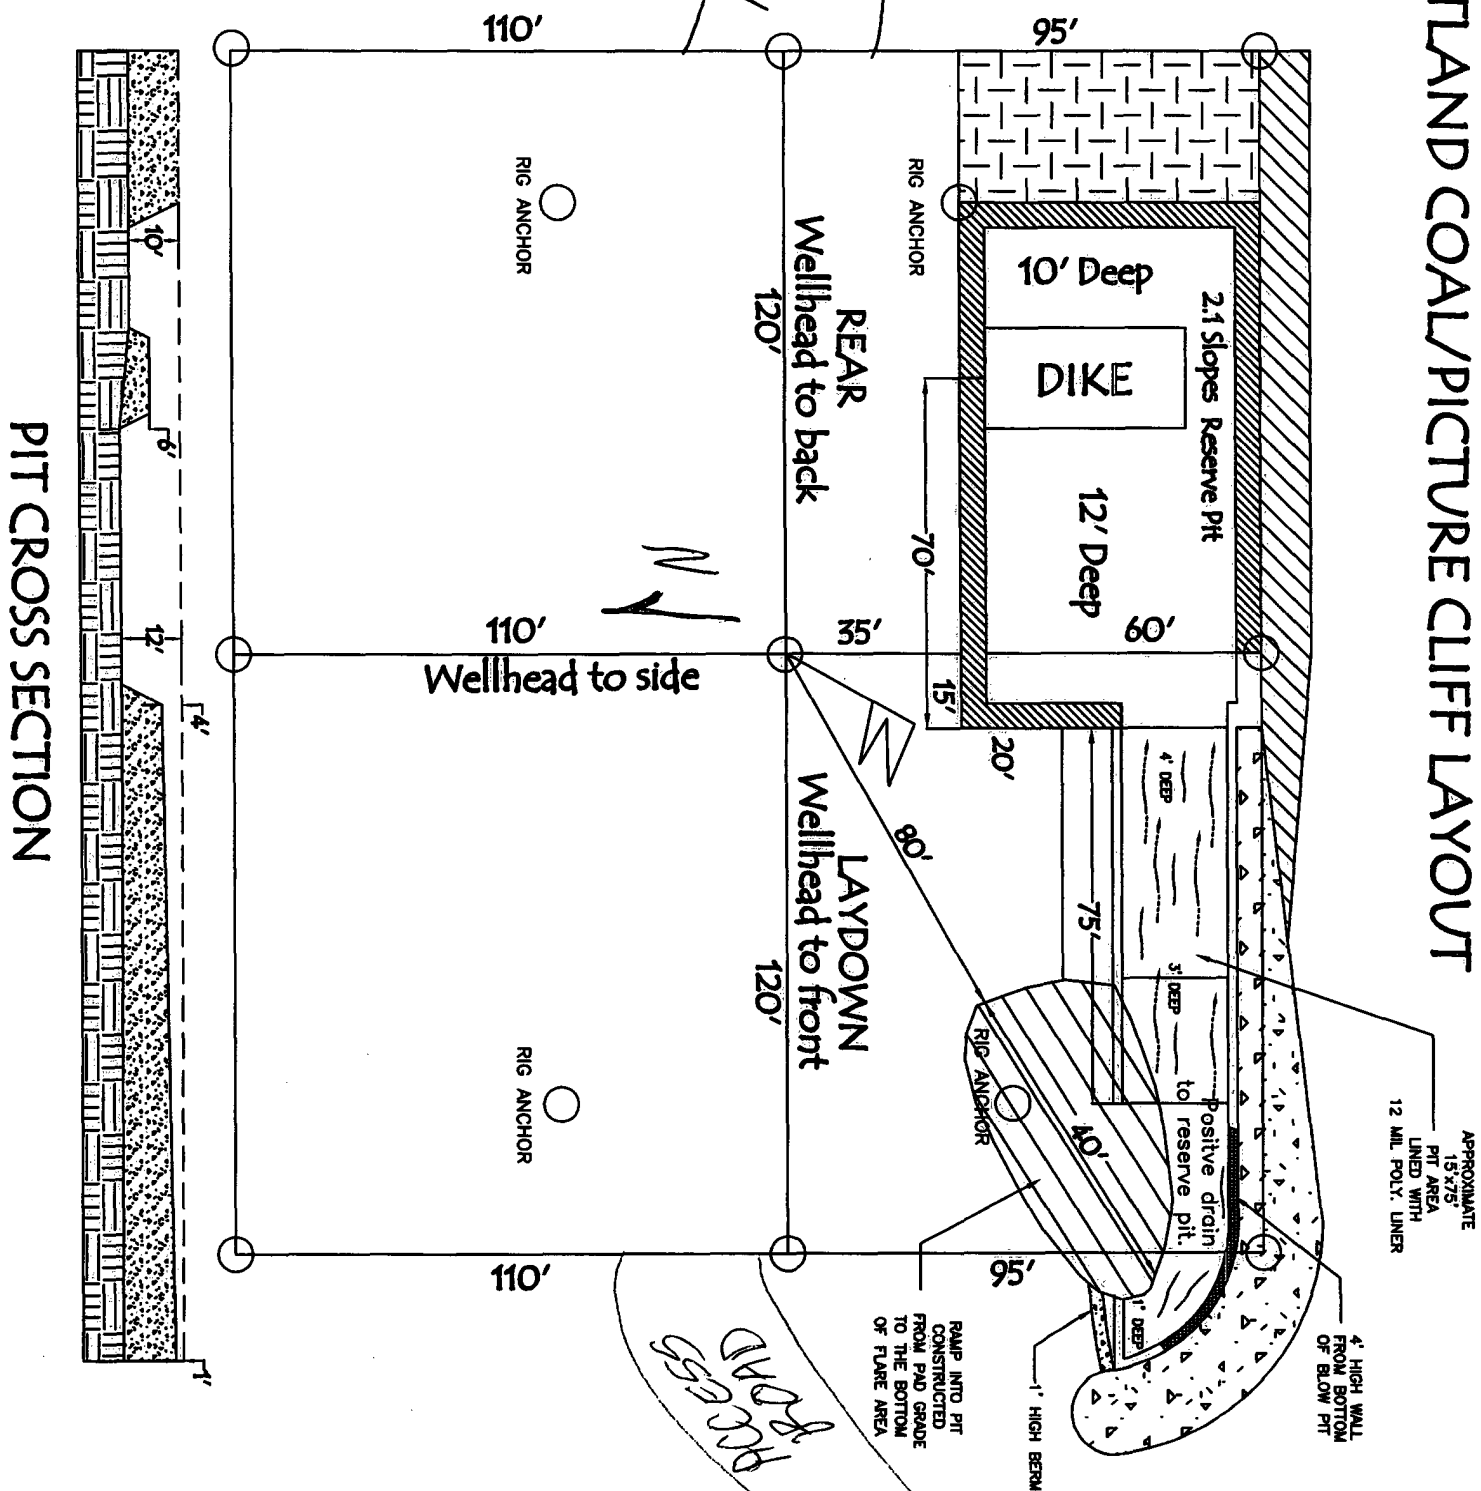 TLAND COAL/PICTURE CLIFF LAYOUT
110'
95'
RIG ANCHOR
RIG ANCHOR
10' Deep
2.1 Slopes Reserve Pit
DIKE
12' Deep
REAR
Wellhead to back
120'
70'
110'
Wellhead to side
35'
60'
15'
20'
N
80'
75'
4' DEEP
3' DEEP
LAYDOWN
Wellhead to front
120'
RIG ANCHOR
RIG ANCHOR
40'
Positve drain
to reserve pit.
1' DEEP
110'
95'
APPROXIMATE
15'x75'
PIT AREA
LINED WITH
12 MIL POLY. LINER
4' HIGH WALL
FROM BOTTOM
OF BLOW PIT
1' HIGH BERM
RAMP INTO PIT
CONSTRUCTED
FROM PAD GRADE
TO THE BOTTOM
OF FLARE AREA
ACCESS
ROAD
10'
6'
12'
4'
1'
PIT CROSS SECTION